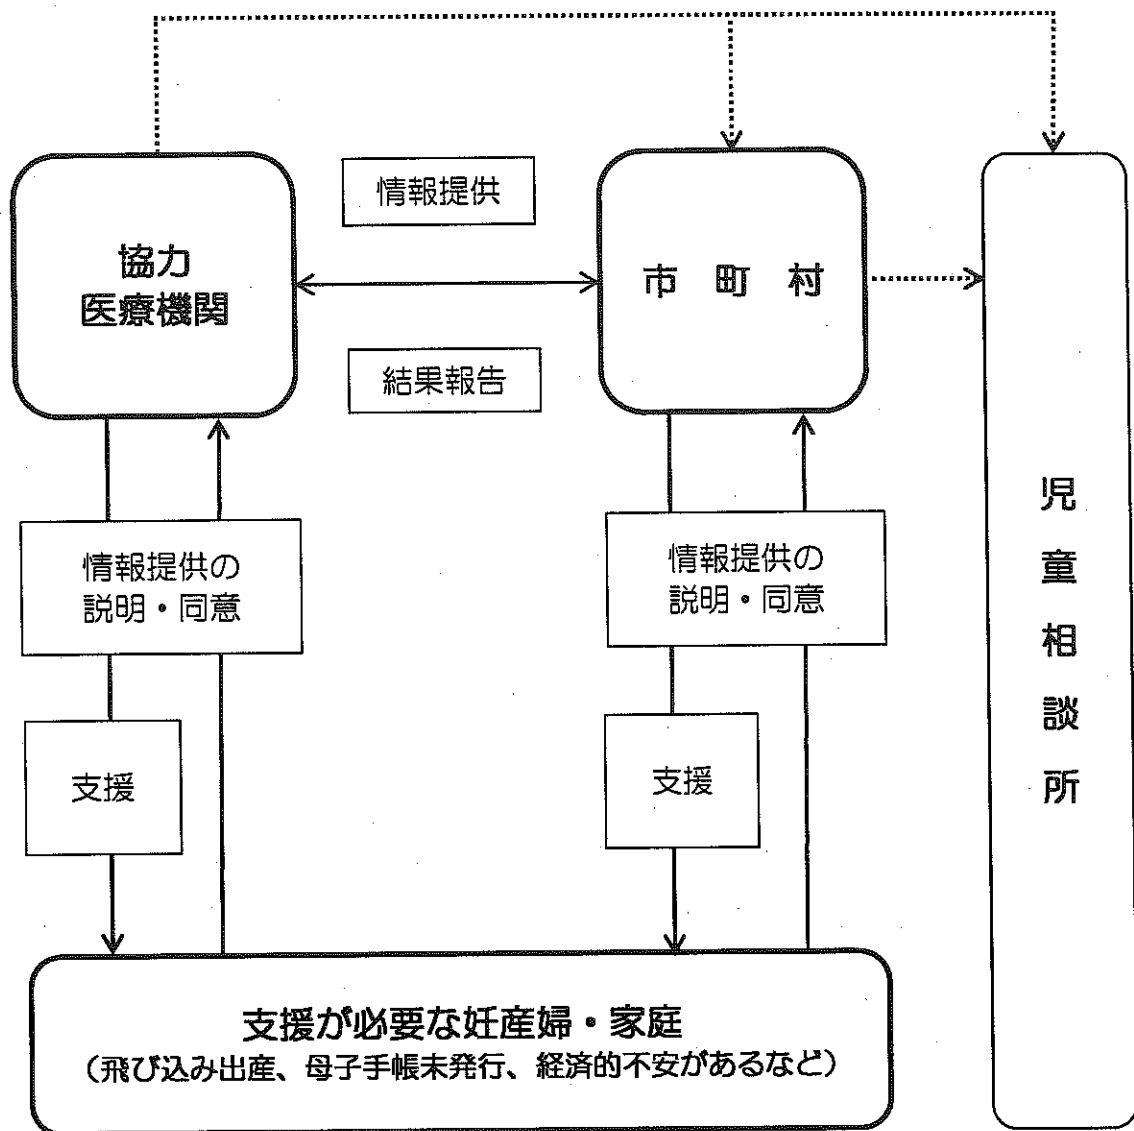 情報提供
協力
医療機関
市 町 村
結果報告
情報提供の
説明・同意
情報提供の
説明・同意
支援
支援
児童相談所
支援が必要な妊産婦・家庭
（飛び込み出産、母子手帳未発行、経済的不安があるなど）